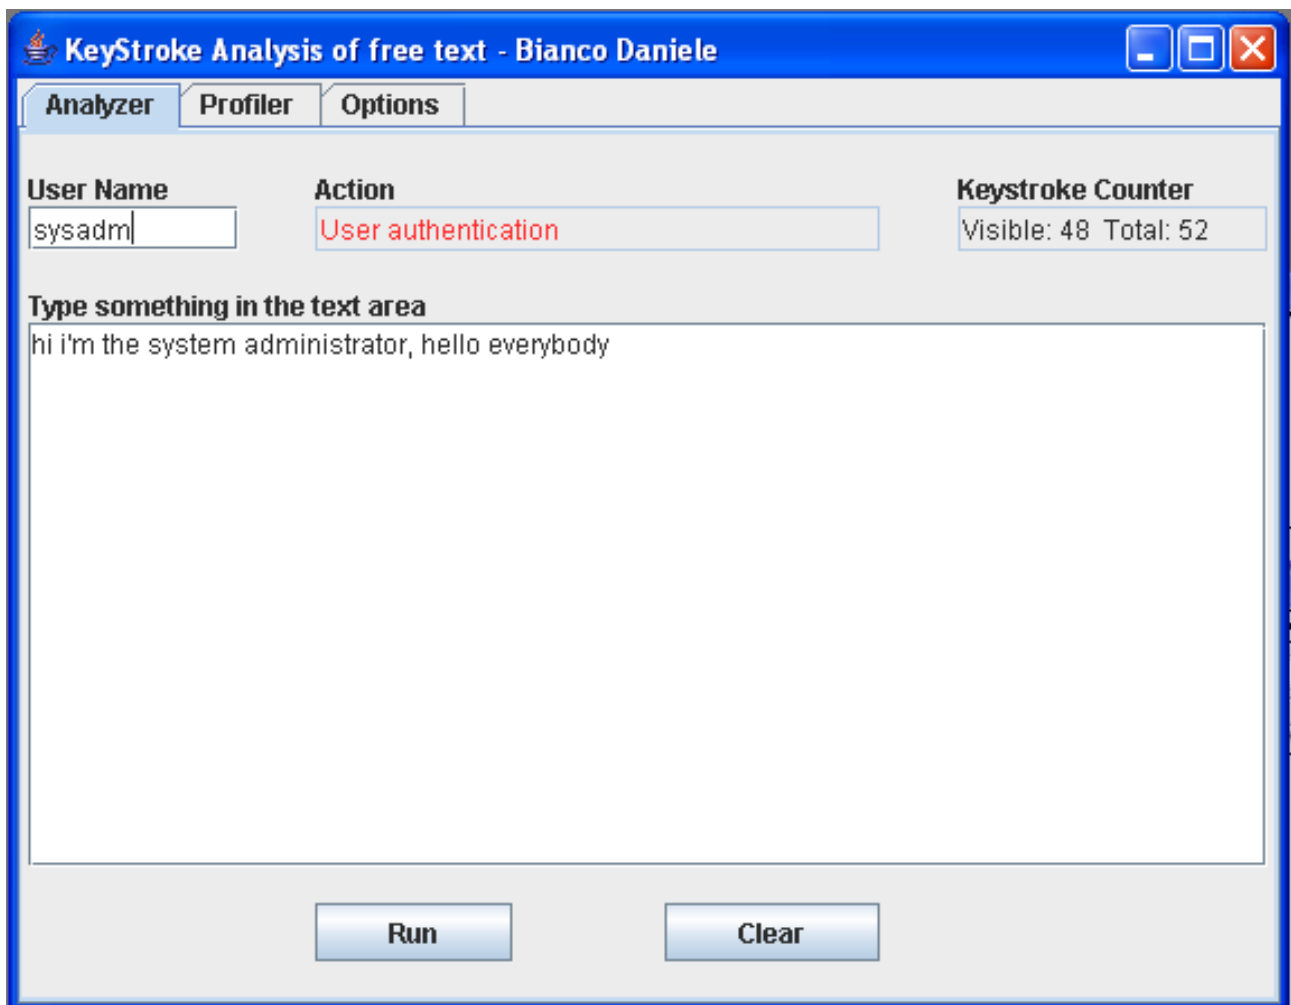 KeyStroke Analysis of free text - Bianco Daniele
Analyzer Profiler Options
User Name Action Keystroke Counter
sysadm User authentication Visible: 48 Total: 52
Type something in the text area
hi i'm the system administrator, hello everybody
Run Clear